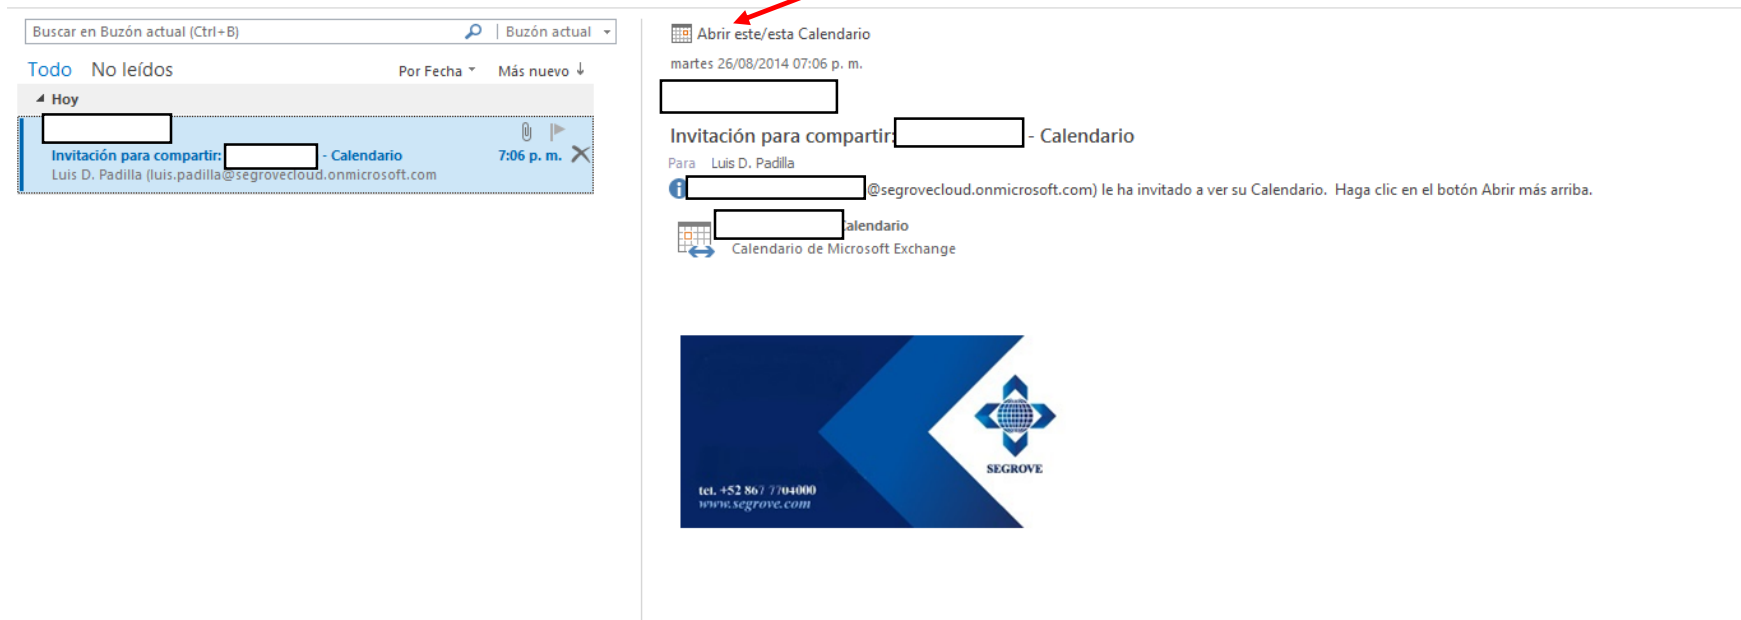 Buscar en Buzón actual (Ctrl+B)
Buzón actual
Todo No leídos
Por Fecha Más nuevo
Hoy
Invitación para compartir: - Calendario 7:06 p. m.
Luis D. Padilla (luis.padilla@segrovecloud.onmicrosoft.com
Abrir este/esta Calendario
martes 26/08/2014 07:06 p. m.
Invitación para compartir: - Calendario
Para Luis D. Padilla
@segrovecloud.onmicrosoft.com) le ha invitado a ver su Calendario. Haga clic en el botón Abrir más arriba.
alendario
Calendario de Microsoft Exchange
SEGROVE
tel. +52 867 7704000
www.segrove.com